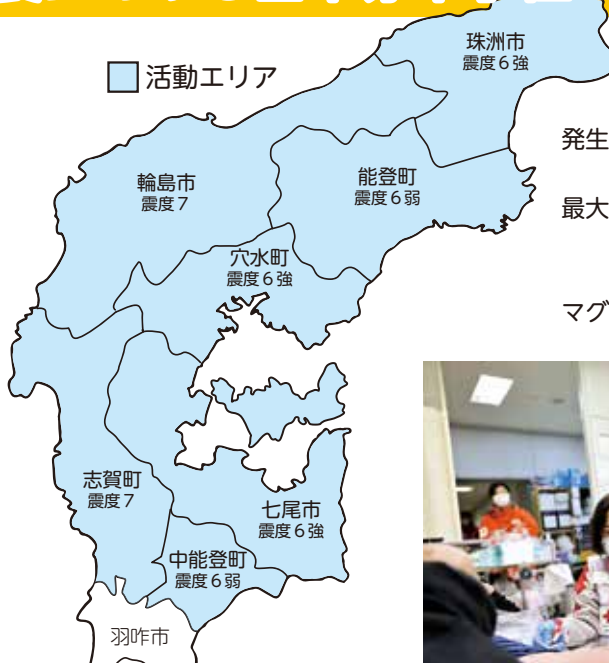 活動エリア
珠洲市
震度6強
輪島市
震度7
能登町
震度6弱
穴水町
震度6強
志賀町
震度7
七尾市
震度6強
中能登町
震度6弱
羽咋市
発生
最大
マグ